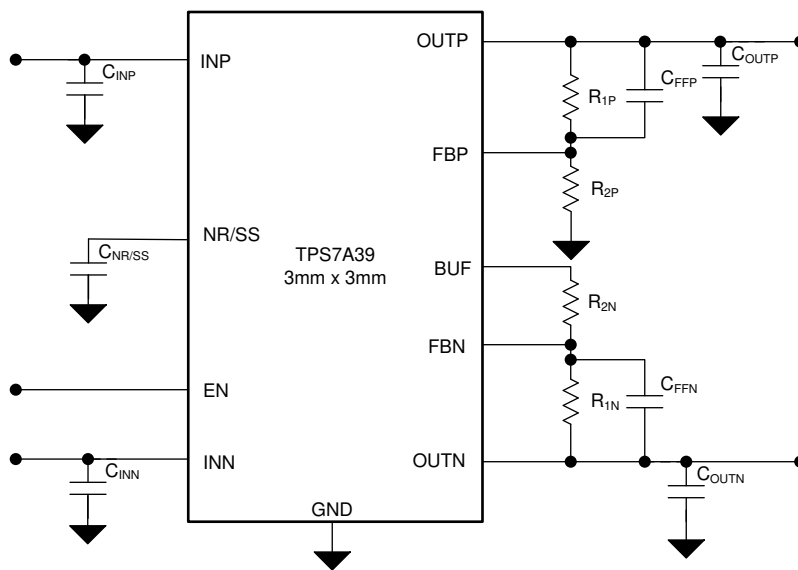 INP
OUTP
C_INP
C_OUTP
R_1P
C_FFP
FBP
R_2P
NR/SS
C_NR/SS
TPS7A39
3mm x 3mm
BUF
R_2N
FBN
C_FFN
R_1N
EN
INN
OUTN
C_INN
C_OUTN
GND